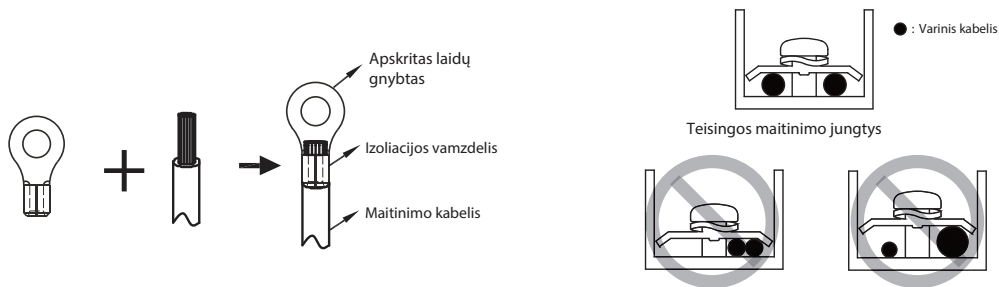 Apskritas laidų
gnybtas
Izoliacijos vamzdelis
Maitinimo kabelis
: Varinis kabelis
Teisingos maitinimo jungtys